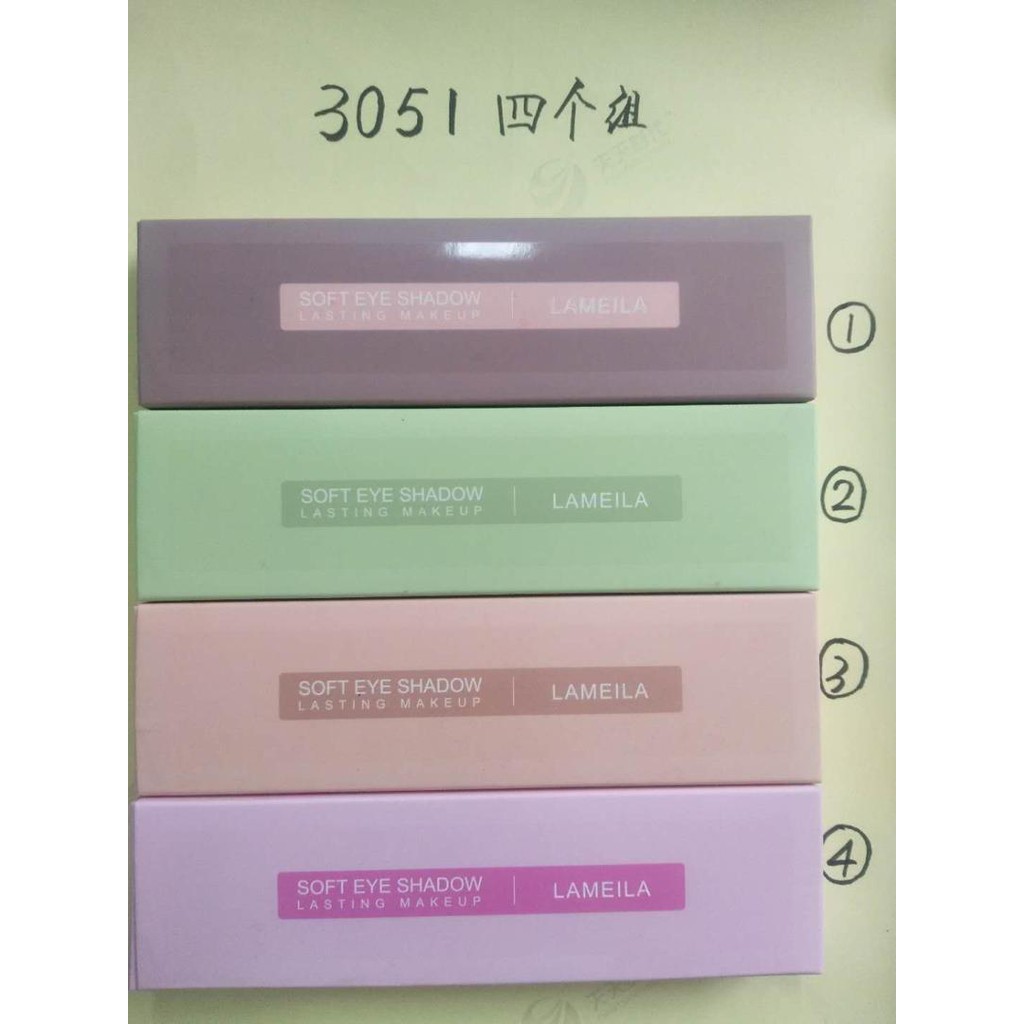 3051 四个组
SOFT EYE SHADOW LAMEILA
LASTING MAKEUP
①
SOFT EYE SHADOW LAMEILA
LASTING MAKEUP
②
SOFT EYE SHADOW LAMEILA
LASTING MAKEUP
③
SOFT EYE SHADOW LAMEILA
LASTING MAKEUP
④